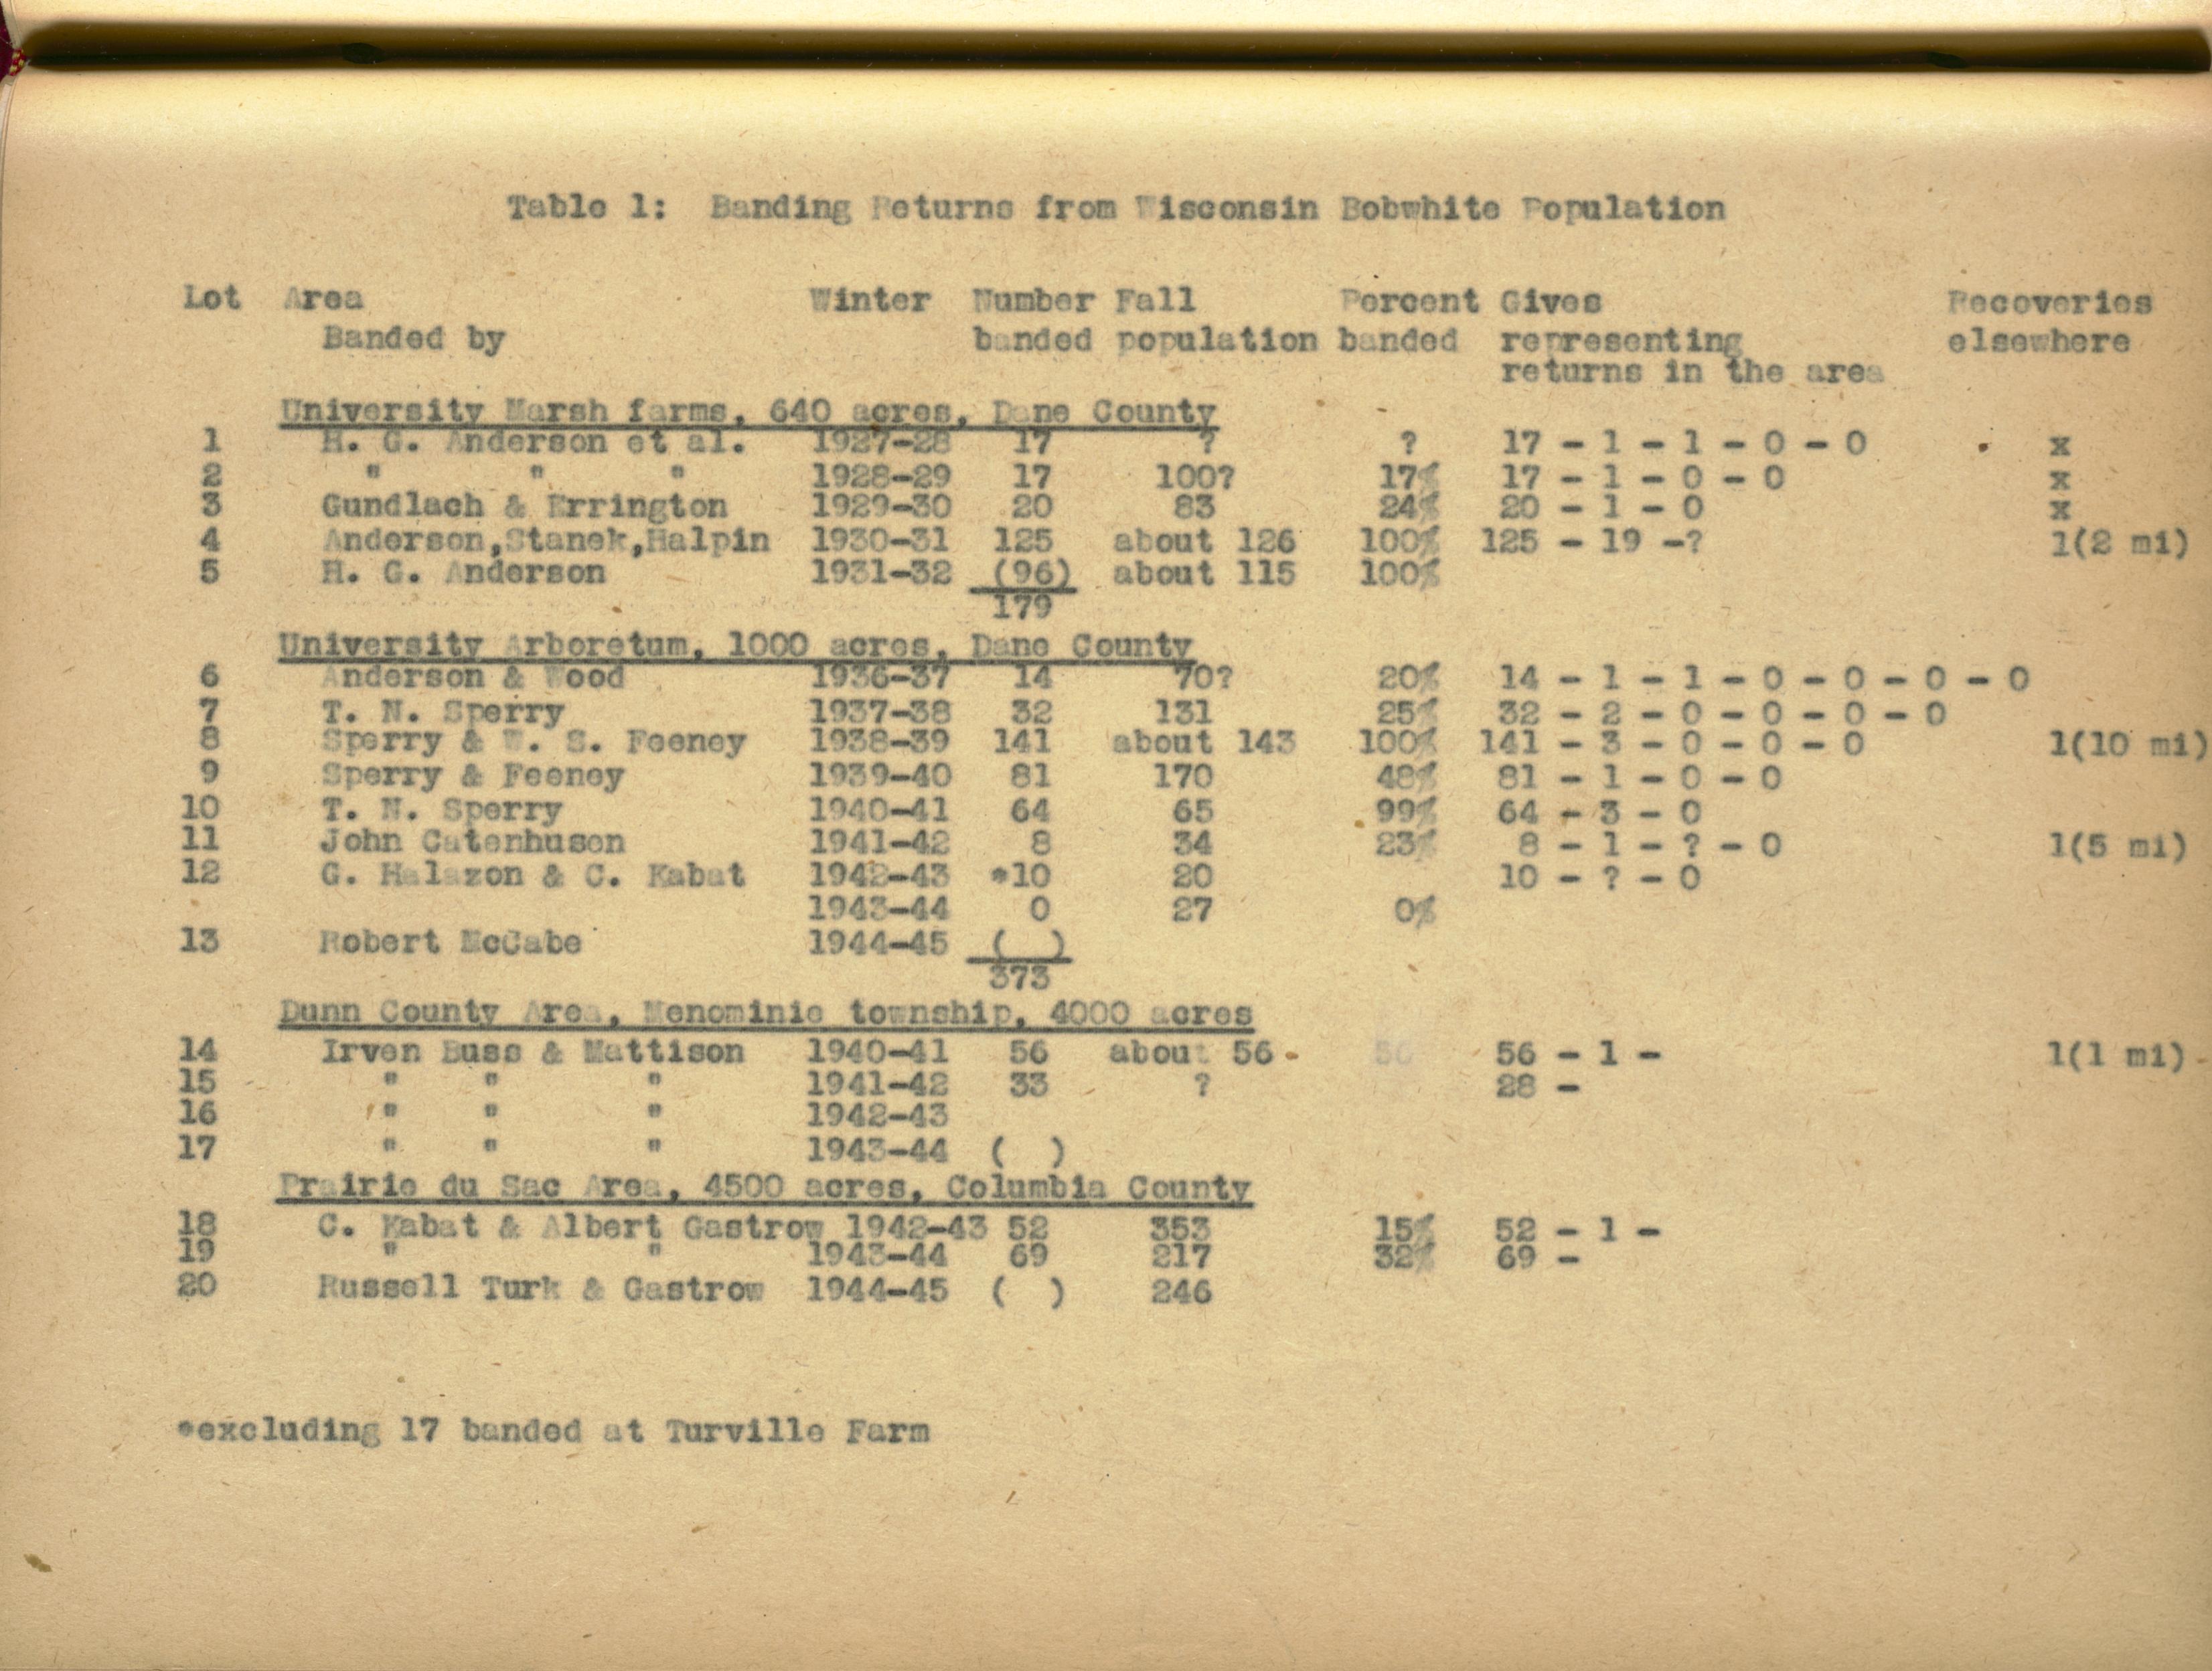 Table 1: Banding Returns from Wisconsin Bobwhite Population
Lot Area Winter Number Fall Percent Gives Recoveries
Banded by banded population banded representing elsewhere
returns in the area
University Marsh farms, 640 acres, Dane County
1 H. G. Anderson et al. 1927-28 17 ? ? 17 - 1 - 1 - 0 - 0 x
2 " " " 1928-29 17 100? 17% 17 - 1 - 0 - 0 x
3 Gundlach & Errington 1929-30 20 83 24% 20 - 1 - 0 x
4 Anderson,Stanek,Halpin 1930-31 125 about 126 100% 125 - 19 -? 1(2 mi)
5 H. G. Anderson 1931-32 (96) about 115 100%
179
University Arboretum, 1000 acres, Dane County
6 Anderson & Wood 1936-37 14 70? 20% 14 - 1 - 1 - 0 - 0 - 0 - 0
7 T. N. Sperry 1937-38 32 131 25% 32 - 2 - 0 - 0 - 0 - 0
8 Sperry & W. S. Feeney 1938-39 141 about 143 100% 141 - 3 - 0 - 0 - 0 1(10 mi)
9 Sperry & Feeney 1939-40 81 170 48% 81 - 1 - 0 - 0
10 T. N. Sperry 1940-41 64 65 99% 64 - 3 - 0
11 John Catenhusen 1941-42 8 34 23% 8 - 1 - ? - 0 1(5 mi)
12 G. Halazon & C. Kabat 1942-43 *10 20 10 - ? - 0
1943-44 0 27 0%
13 Robert McCabe 1944-45 ( )
373
Dunn County Area, Menominie township, 4000 acres
14 Irven Buss & Mattison 1940-41 56 about 56 56 56 - 1 - 1(1 mi)
15 " " " 1941-42 33 ? 28 -
16 " " " 1942-43
17 " " " 1943-44 ( )
Prairie du Sac Area, 4500 acres, Columbia County
18 C. Kabat & Albert Gastrow 1942-43 52 353 15% 52 - 1 -
19 " " 1943-44 69 217 32% 69 -
20 Russell Turk & Gastrow 1944-45 ( ) 246
*excluding 17 banded at Turville Farm